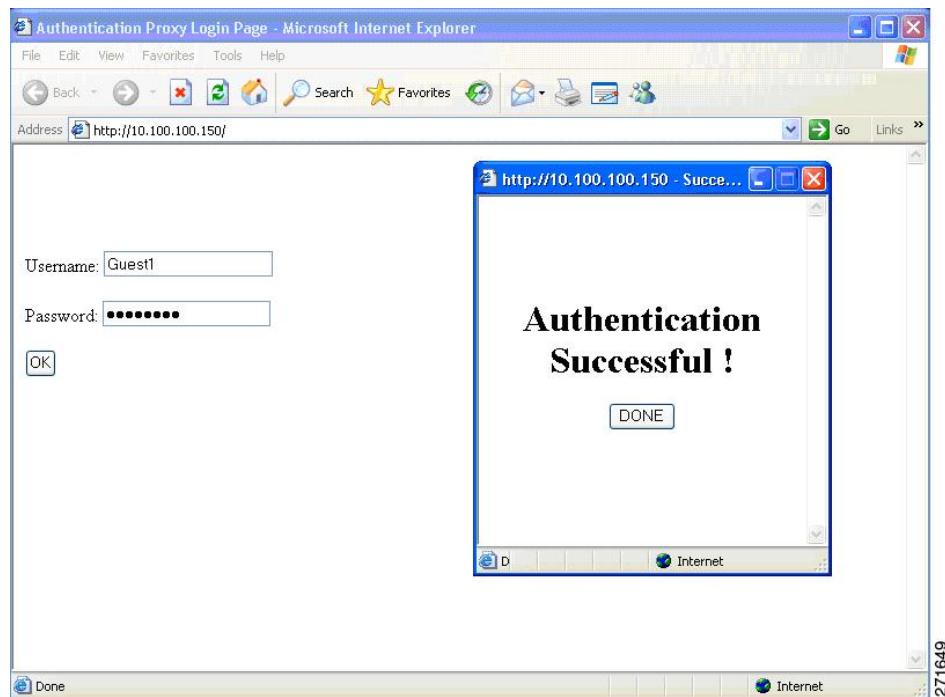 Authentication Proxy Login Page - Microsoft Internet Explorer
File Edit View Favorites Tools Help
Back Search Favorites
Address http://10.100.100.150/ Go Links »
http://10.100.100.150 - Succe...
Username: Guest1
Password: ••••••••
OK
Authentication
Successful !
DONE
D Internet
Done Internet
271649